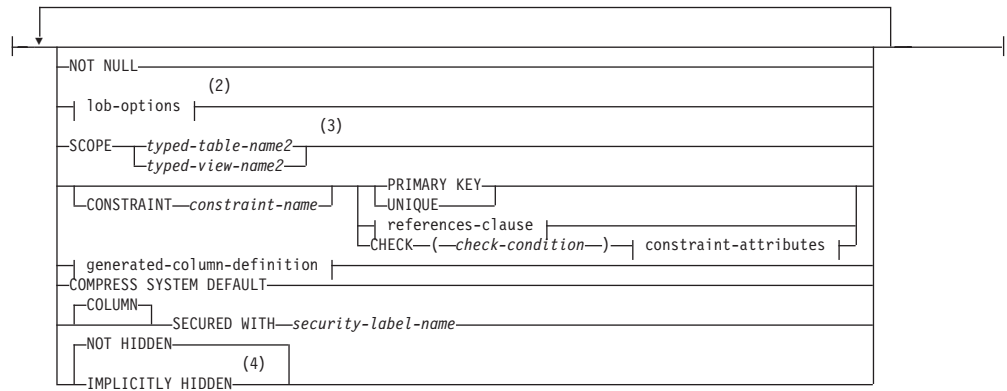 NOT NULL
(2)
lob-options
(3)
SCOPE typed-table-name2
typed-view-name2
PRIMARY KEY
CONSTRAINT constraint-name UNIQUE
references-clause
CHECK ( check-condition ) constraint-attributes
generated-column-definition
COMPRESS SYSTEM DEFAULT
COLUMN
SECURED WITH security-label-name
NOT HIDDEN
(4)
IMPLICITLY HIDDEN